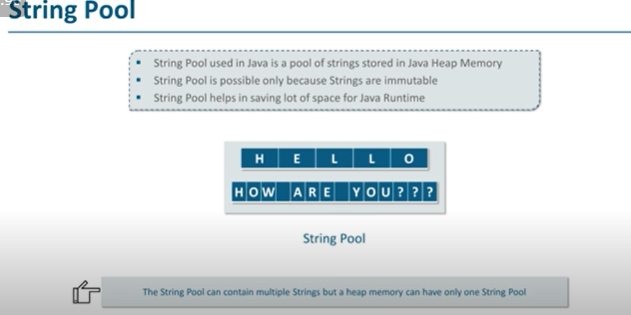 String Pool
▪ String Pool used in Java is a pool of strings stored in Java Heap Memory
▪ String Pool is possible only because Strings are immutable
▪ String Pool helps in saving lot of space for Java Runtime
H E L L O
HOW ARE YOU???
String Pool
The String Pool can contain multiple Strings but a heap memory can have only one String Pool